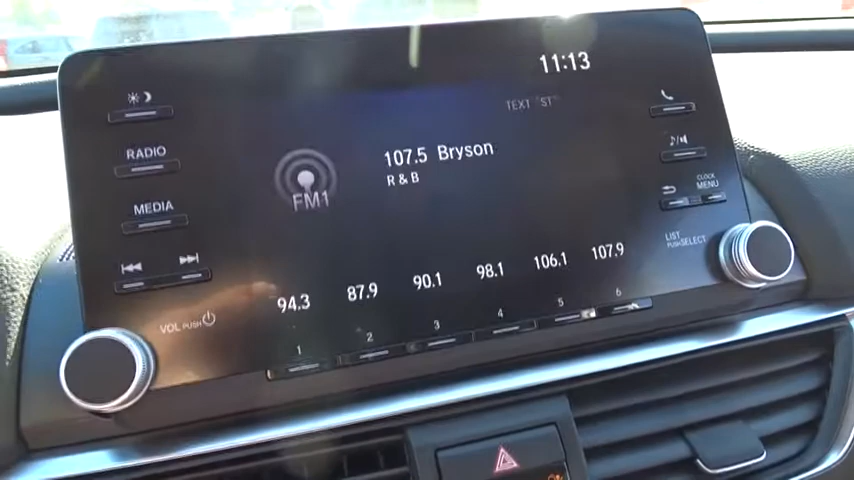 11:13
TEXT ST
RADIO
107.5 Bryson
R & B
FM1
MEDIA
CLOCK
MENU
LIST
PUSH SELECT
94.3 87.9 90.1 98.1 106.1 107.9
VOL PUSH
1 2 3 4 5 6